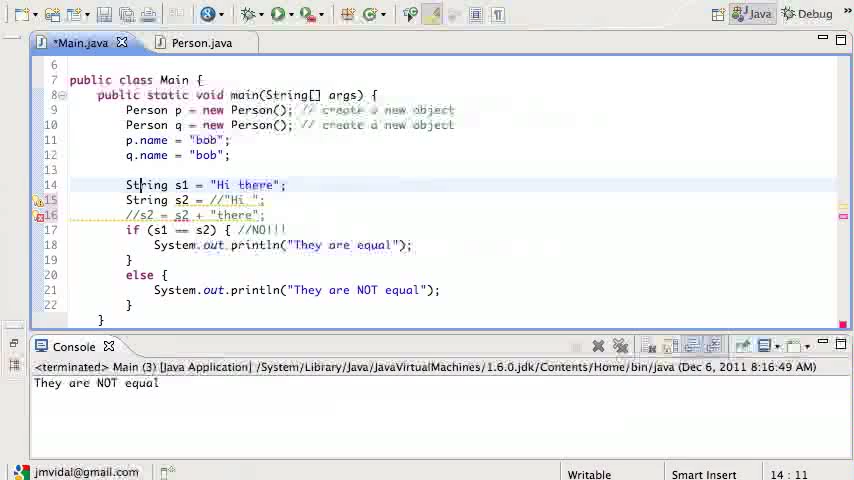 Java
Debug
*Main.java
Person.java
6
7 public class Main {
8 public static void main(String[] args) {
9 Person p = new Person(); // create a new object
10 Person q = new Person(); // create a new object
11 p.name = "bob";
12 q.name = "bob";
13
14 String s1 = "Hi there";
15 String s2 = //"Hi ";
16 //s2 = s2 + "there";
17 if (s1 == s2) { //NO!!!
18 System.out.println("They are equal");
19 }
20 else {
21 System.out.println("They are NOT equal");
22 }
}
Console
<terminated> Main (3) [Java Application] /System/Library/Java/JavaVirtualMachines/1.6.0.jdk/Contents/Home/bin/java (Dec 6, 2011 8:16:49 AM)
They are NOT equal
jmvidal@gmail.com
Writable
Smart Insert
14 : 11